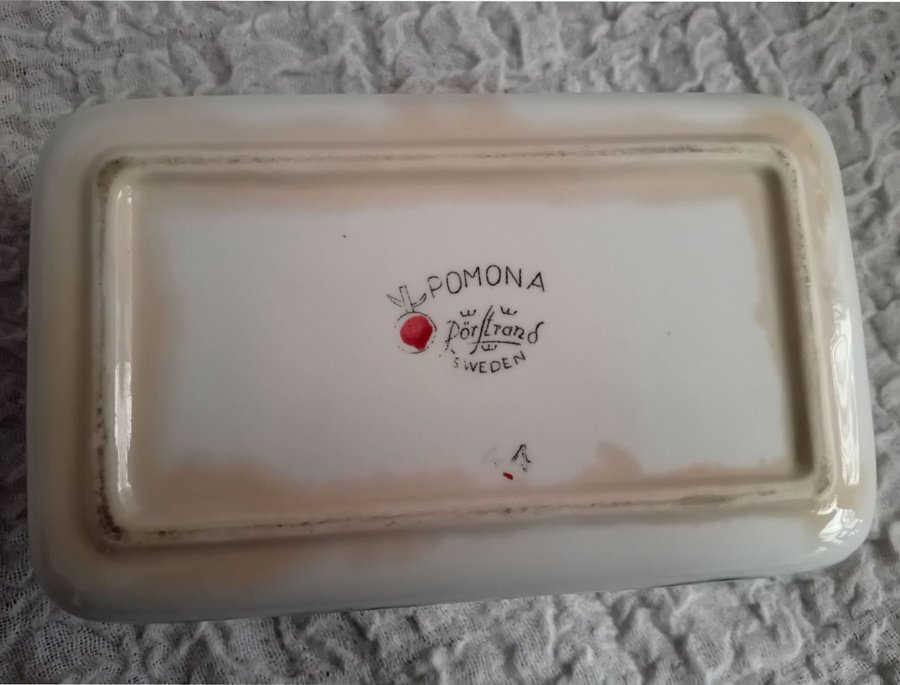 POMONA
Rörstrand
SWEDEN